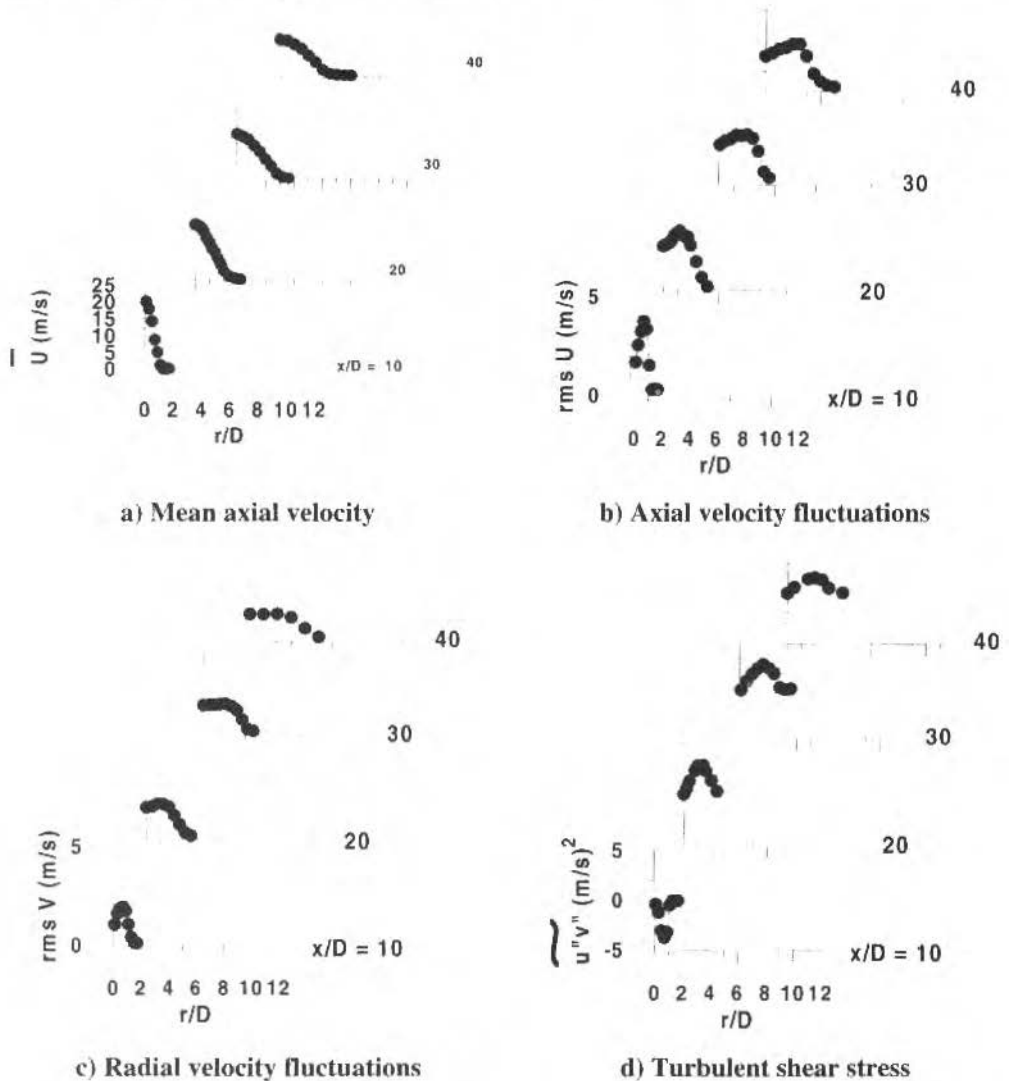 40
30
20
25
20
15
10
5
0
U (m/s)
x/D = 10
0 2 4 6 8 10 12
r/D
a) Mean axial velocity
40
30
20
5
0
rms U (m/s)
x/D = 10
0 2 4 6 8 10 12
r/D
b) Axial velocity fluctuations
40
30
20
5
0
rms V (m/s)
x/D = 10
0 2 4 6 8 10 12
r/D
c) Radial velocity fluctuations
40
30
20
5
0
-5
u"v" (m/s)²
x/D = 10
0 2 4 6 8 10 12
r/D
d) Turbulent shear stress